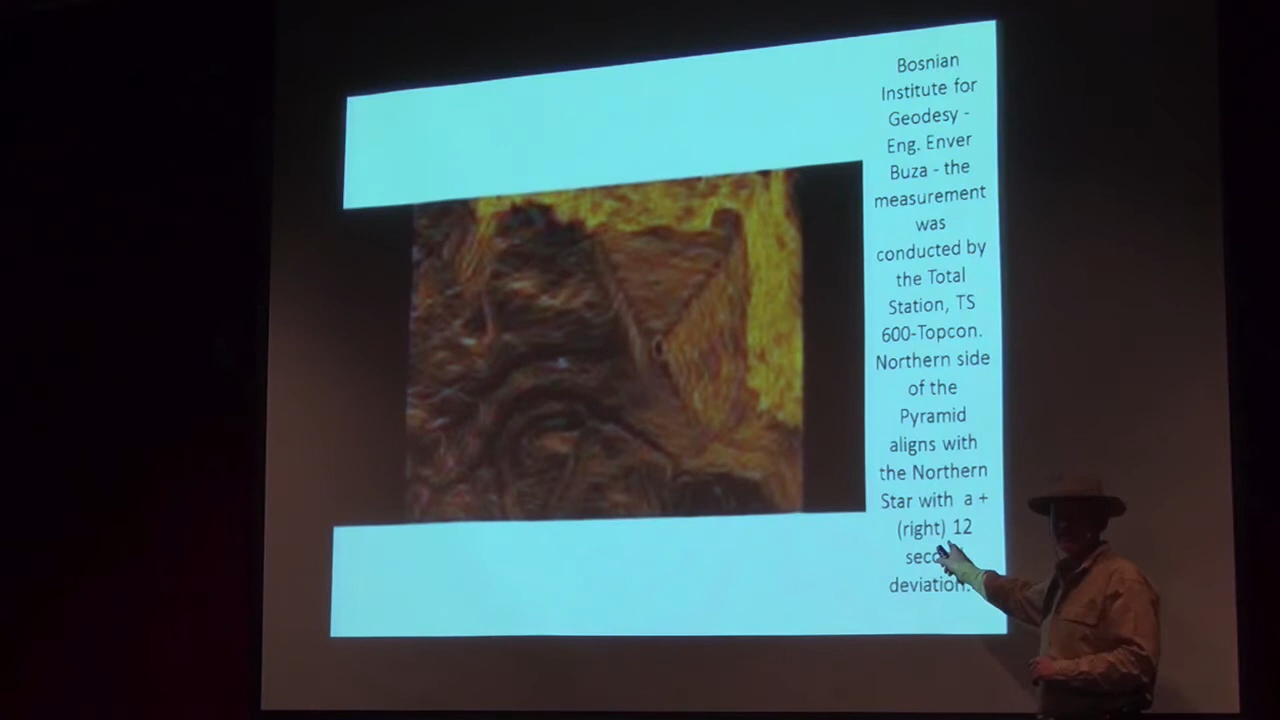 Bosnian
Institute for
Geodesy -
Eng. Enver
Buza - the
measurement
was
conducted by
the Total
Station, TS
600-Topcon.
Northern side
of the
Pyramid
aligns with
the Northern
Star with a +
(right) 12
deviation.